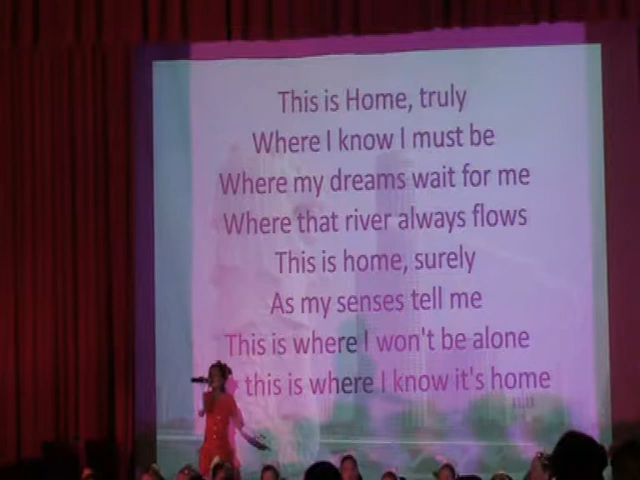 This is Home, truly
Where I know I must be
Where my dreams wait for me
Where that river always flows
This is home, surely
As my senses tell me
This is where I won't be alone
this is where I know it's home